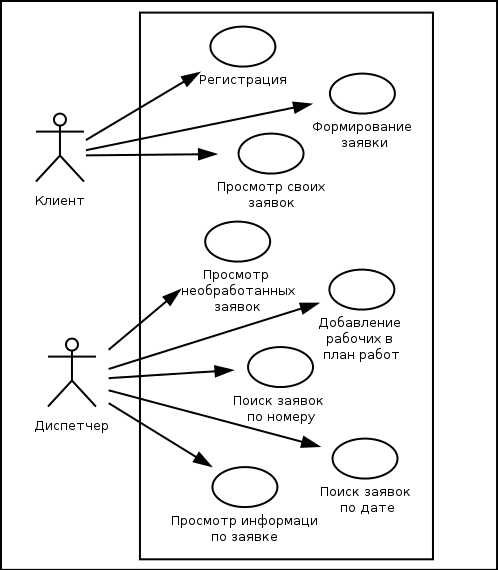 Регистрация
Формирование
заявки
Клиент
Просмотр своих
заявок
Просмотр
необработанных
заявок
Добавление
рабочих в
план работ
Поиск заявок
по номеру
Диспетчер
Поиск заявок
по дате
Просмотр информаци
по заявке